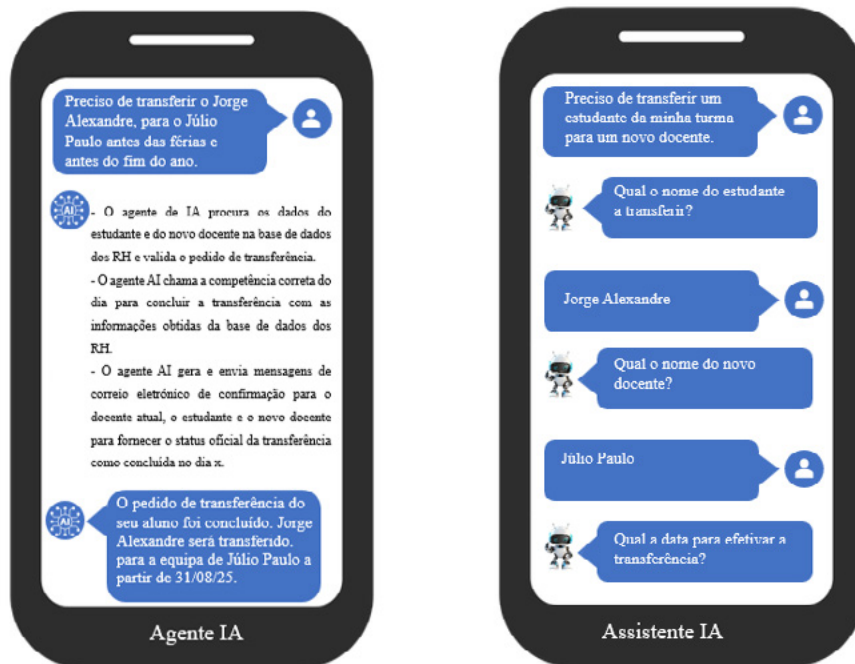 Preciso de transferir o Jorge
Alexandre, para o Júlio
Paulo antes das férias e
antes do fim do ano.
AI
- O agente de IA procura os dados do
estudante e do novo docente na base de dados
dos RH e valida o pedido de transferência.
- O agente AI chama a competência correta do
dia para concluir a transferência com as
informações obtidas da base de dados dos
RH.
- O agente AI gera e envia mensagens de
correio eletrónico de confirmação para o
docente atual, o estudante e o novo docente
para fornecer o status oficial da transferência
como concluída no dia x.
AI
O pedido de transferência do
seu aluno foi concluído. Jorge
Alexandre será transferido.
para a equipa de Júlio Paulo a
partir de 31/08/25.
Agente IA
Preciso de transferir um
estudante da minha turma
para um novo docente.
Qual o nome do estudante
a transferir?
Jorge Alexandre
Qual o nome do novo
docente?
Júlio Paulo
Qual a data para efetivar a
transferência?
Assistente IA